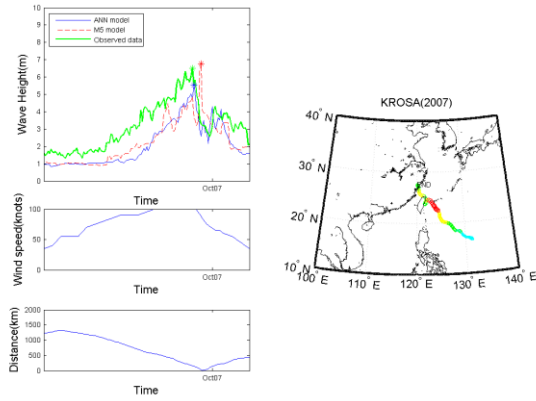 ANN model
M5 model
Observed data
10
9
8
7
6
5
4
3
2
1
0
Wave Height(m)
Oct07
Time
100
50
0
Wind speed(knots)
Oct07
Time
2000
1500
1000
500
0
Distance(km)
Oct07
Time
KROSA(2007)
40° N
30° N
20° N
10° N
100° E
110° E
120° E
130° E
140° E